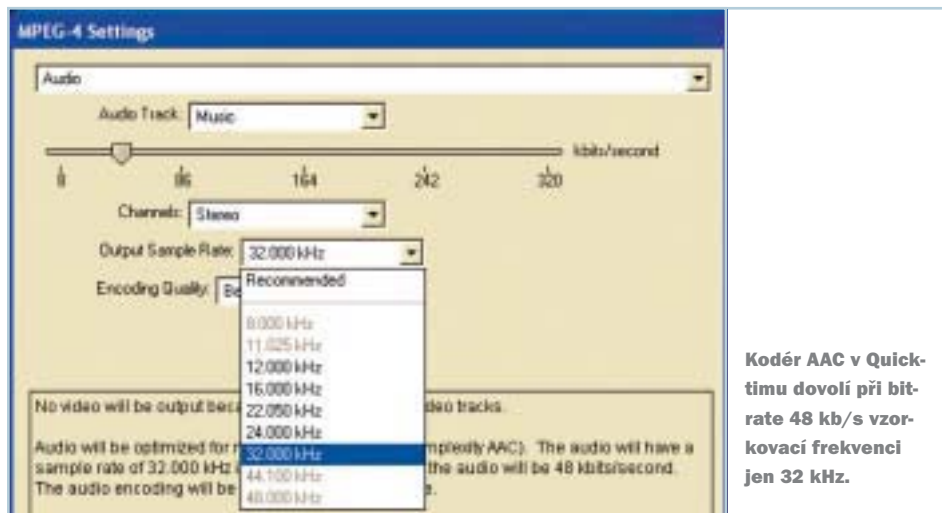 MPEG-4 Settings
Audio
Audio Track: Music
kbits/second
8 86 164 242 320
Channels: Stereo
Output Sample Rate: 32.000 kHz
Recommended
Encoding Quality: Be
8.000 kHz
11.025 kHz
12.000 kHz
16.000 kHz
22.050 kHz
24.000 kHz
32.000 kHz
44.100 kHz
48.000 kHz
No video will be output beca deo tracks.
Audio will be optimized for m mplexity AAC). The audio will have a
sample rate of 32.000 kHz the audio will be 48 kbits/second.
The audio encoding will be e.
Kodér AAC v Quick-
timu dovolí při bit-
rate 48 kb/s vzor-
kovací frekvenci
jen 32 kHz.